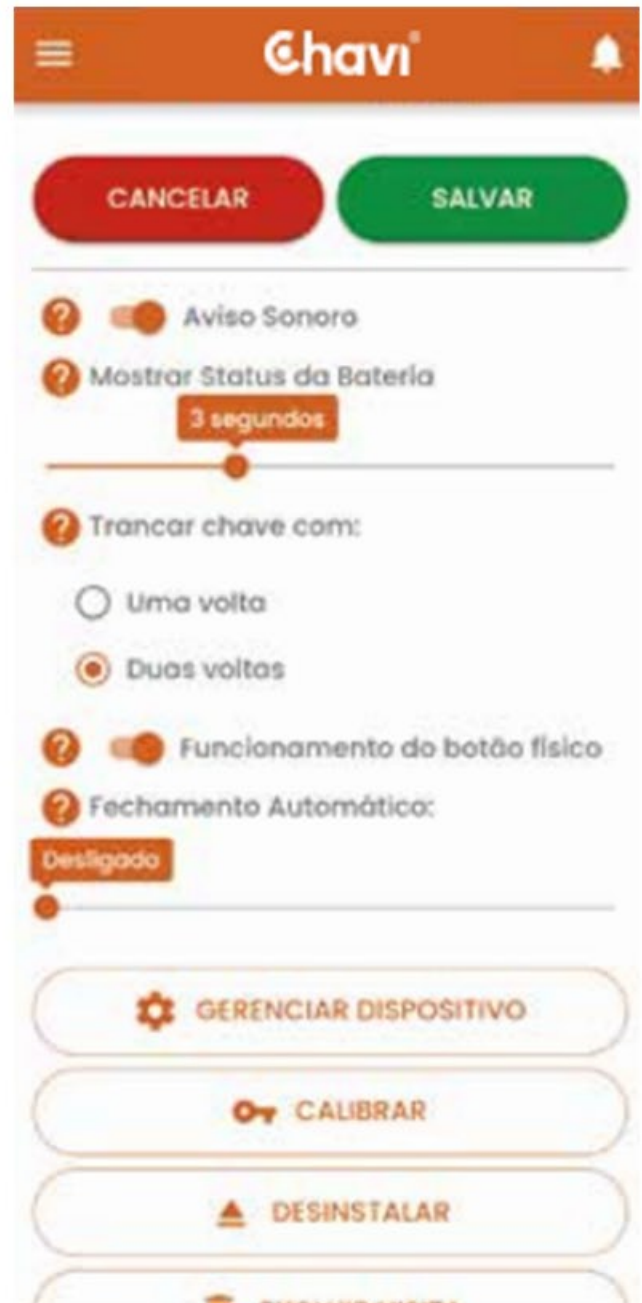 Chavi®
CANCELAR
SALVAR
Aviso Sonoro
Mostrar Status da Bateria
3 segundos
Trancar chave com:
Uma volta
Duas voltas
Funcionamento do botão físico
Fechamento Automático:
Desligado
GERENCIAR DISPOSITIVO
CALIBRAR
DESINSTALAR